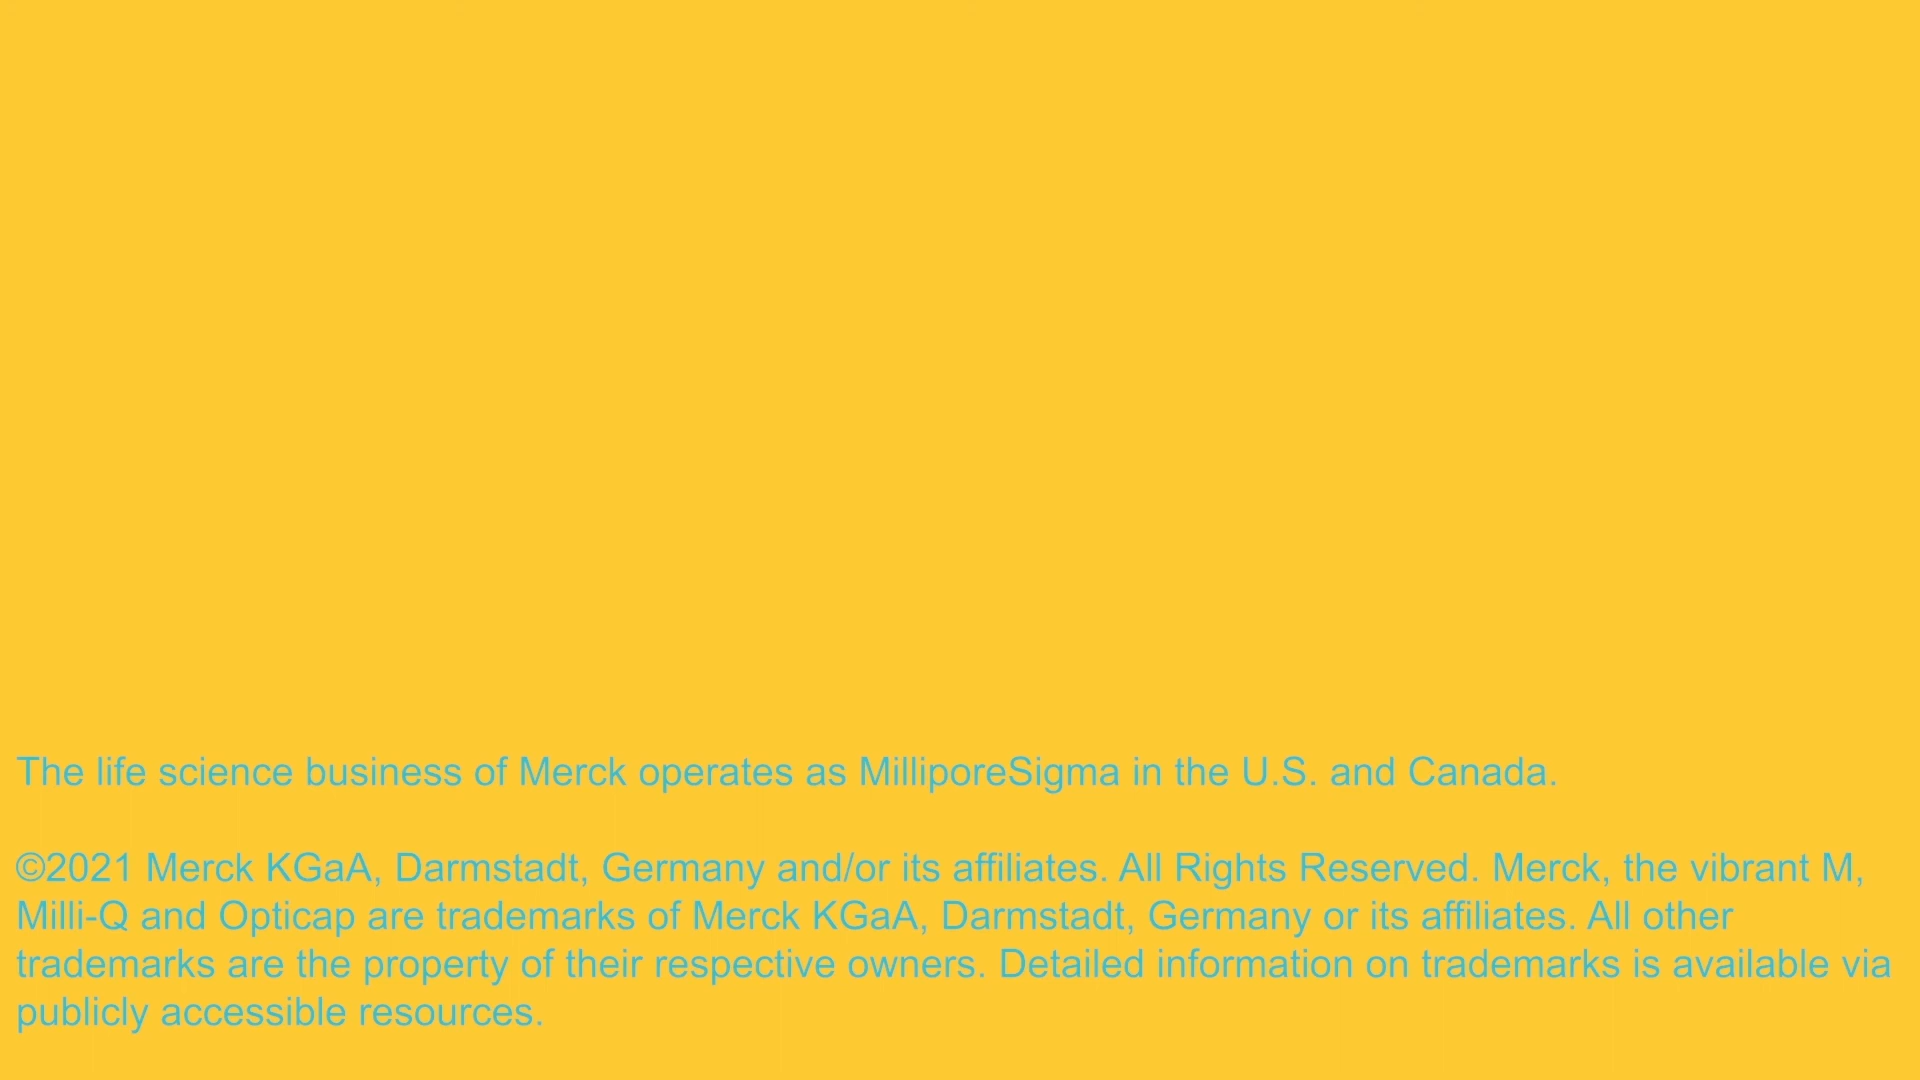 The life science business of Merck operates as MilliporeSigma in the U.S. and Canada.
©2021 Merck KGaA, Darmstadt, Germany and/or its affiliates. All Rights Reserved. Merck, the vibrant M,
Milli-Q and Opticap are trademarks of Merck KGaA, Darmstadt, Germany or its affiliates. All other
trademarks are the property of their respective owners. Detailed information on trademarks is available via
publicly accessible resources.